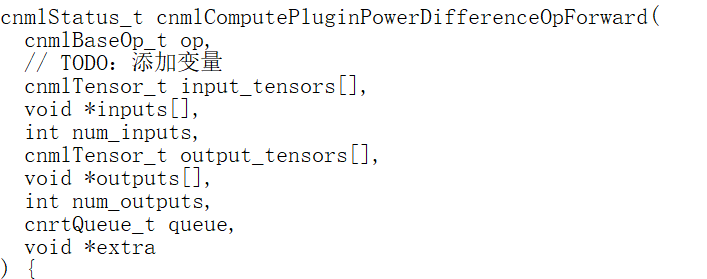 cnmlStatus_t cnmlComputePluginPowerDifferenceOpForward(
  cnmlBaseOp_t op,
  // TODO：添加变量
  cnmlTensor_t input_tensors[],
  void *inputs[],
  int num_inputs,
  cnmlTensor_t output_tensors[],
  void *outputs[],
  int num_outputs,
  cnrtQueue_t queue,
  void *extra
) {